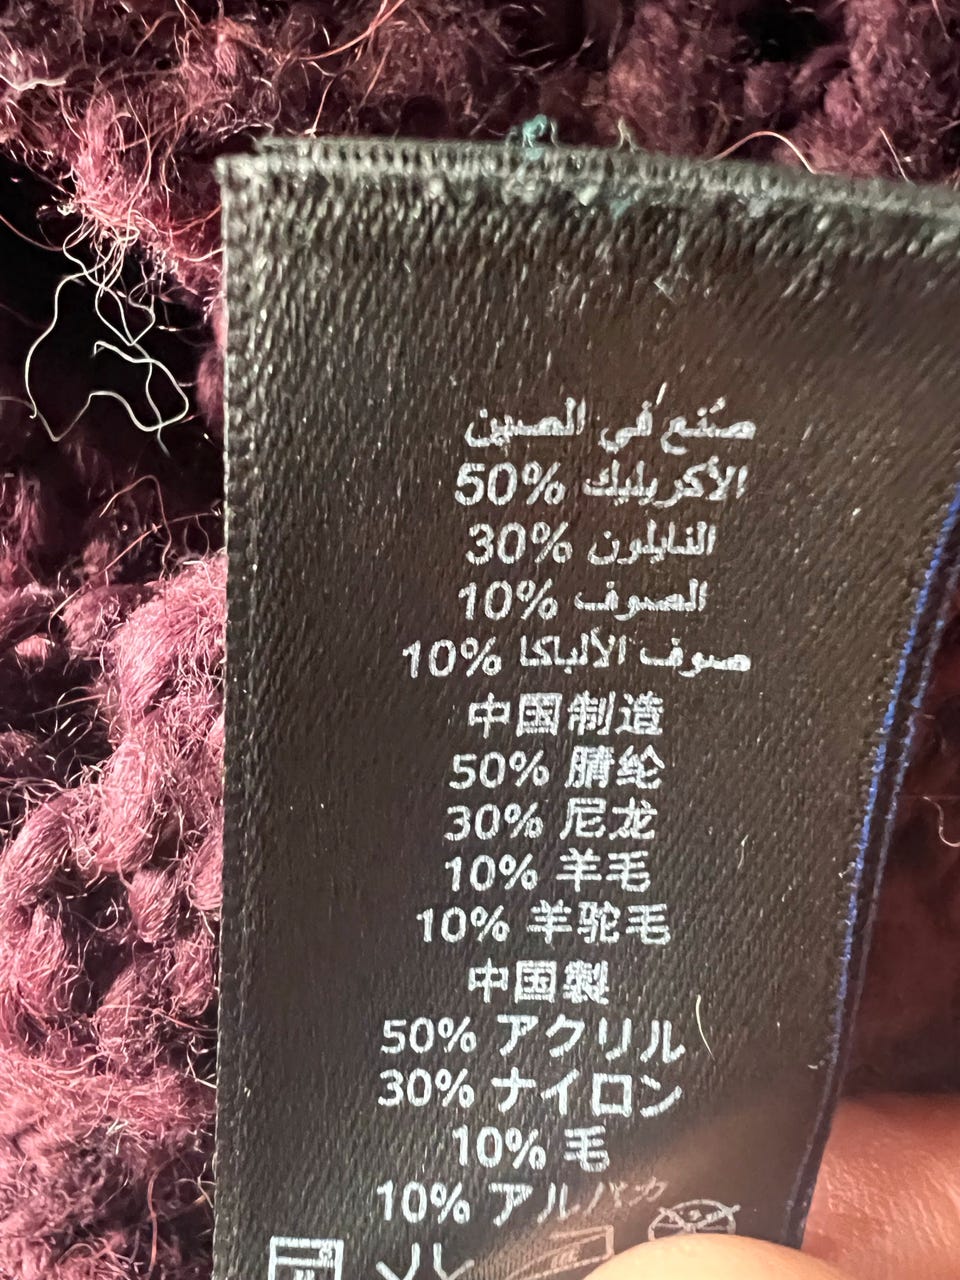 صُنع في الصين
الأكريليك 50%
النايلون 30%
الصوف 10%
صوف الألباكا 10%
中国制造
50% 腈纶
30% 尼龙
10% 羊毛
10% 羊驼毛
中国製
50% アクリル
30% ナイロン
10% 毛
10% アルパカ